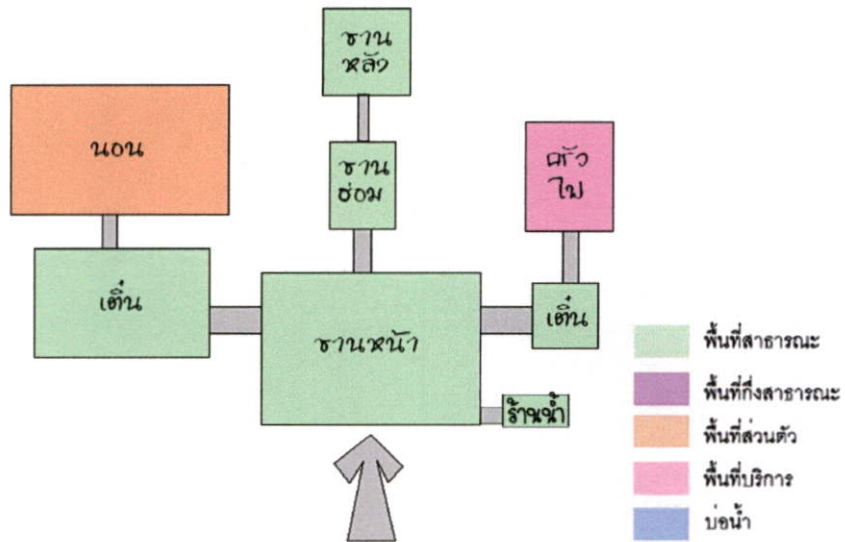 ชาน
หลัง
นอน
ชาน
ฮ่อม
ครัว
ไฟ
เติ๋น
ชานหน้า
เติ๋น
ร้านน้ำ
พื้นที่สาธารณะ
พื้นที่กึ่งสาธารณะ
พื้นที่ส่วนตัว
พื้นที่บริการ
บ่อน้ำ